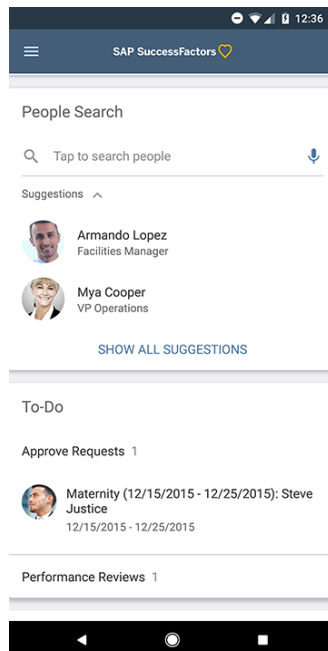 12:36
SAP SuccessFactors
People Search
Tap to search people
Suggestions
Armando Lopez
Facilities Manager
Mya Cooper
VP Operations
SHOW ALL SUGGESTIONS
To-Do
Approve Requests 1
Maternity (12/15/2015 - 12/25/2015): Steve
Justice
12/15/2015 - 12/25/2015
Performance Reviews 1